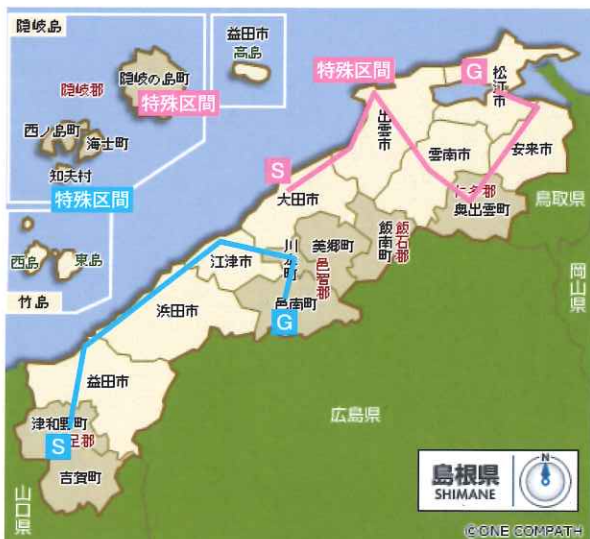 隠岐島
隠岐の島町
隠岐郡
特殊区間
西ノ島町
海士町
知夫村
特殊区間
西島
東島
竹島
益田市
高島
特殊区間
G
松江市
出雲市
S
大田市
雲南市
安来市
仁多郡
奥出雲町
鳥取県
飯南町
飯石郡
美郷町
川本町
邑智郡
江津市
邑南町
G
浜田市
岡山県
益田市
広島県
津和野町
S
足郡
吉賀町
山口県
島根県
SHIMANE
N
©ONE COMPATH